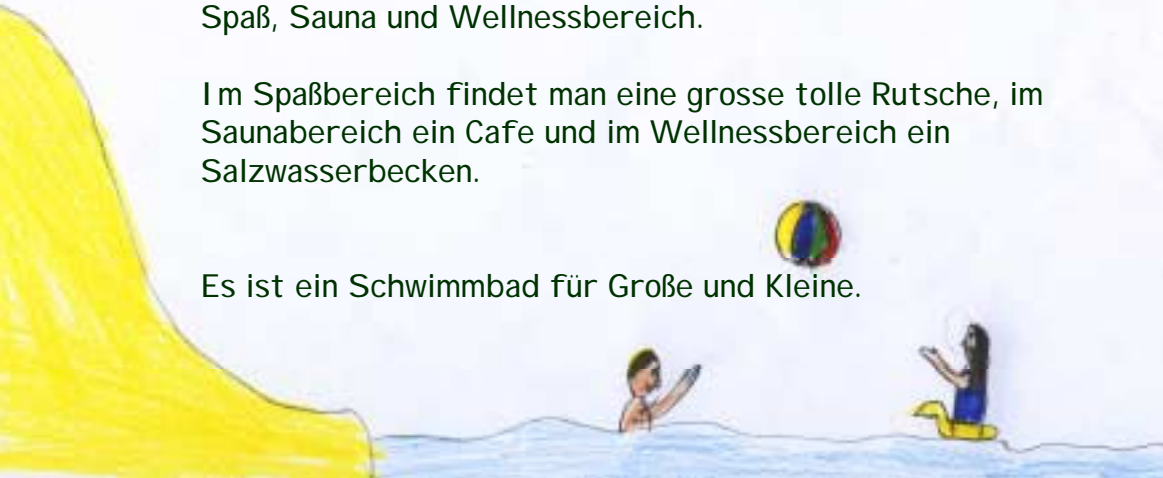 Spaß, Sauna und Wellnessbereich.
Im Spaßbereich findet man eine grosse tolle Rutsche, im
Saunabereich ein Cafe und im Wellnessbereich ein
Salzwasserbecken.
Es ist ein Schwimmbad für Große und Kleine.